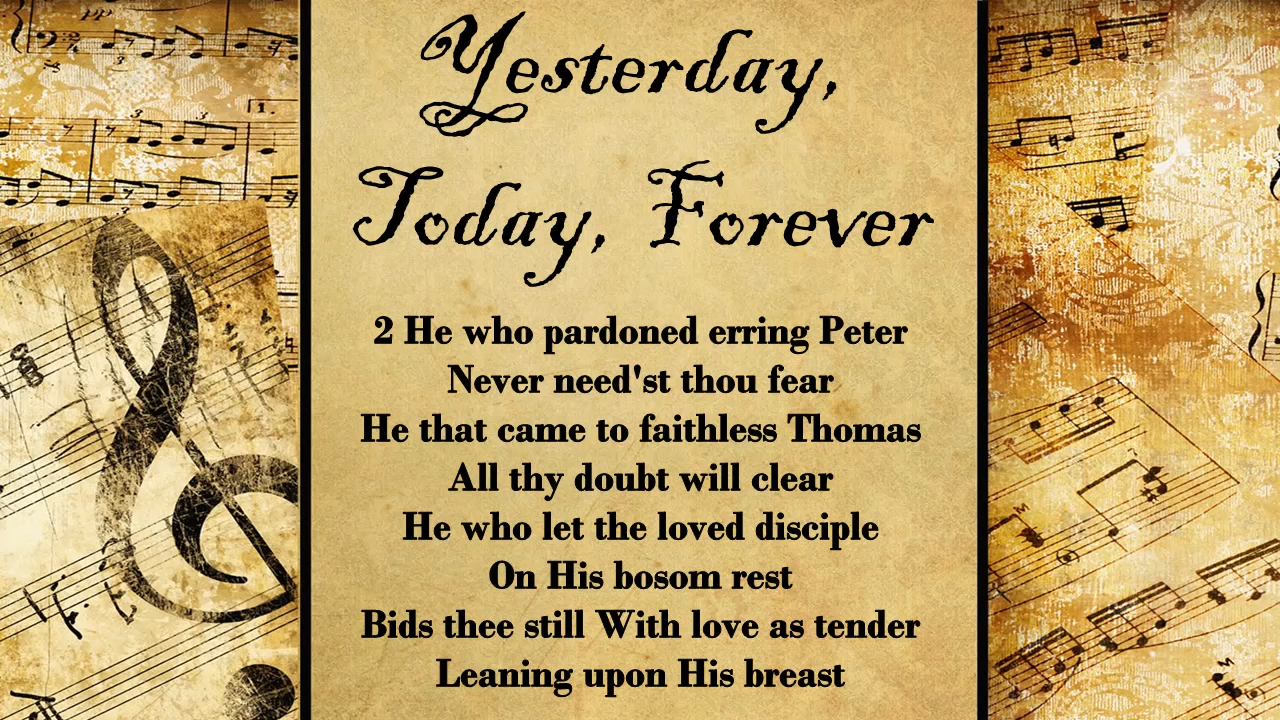 Yesterday,
Today, Forever
2 He who pardoned erring Peter
Never need'st thou fear
He that came to faithless Thomas
All thy doubt will clear
He who let the loved disciple
On His bosom rest
Bids thee still With love as tender
Leaning upon His breast